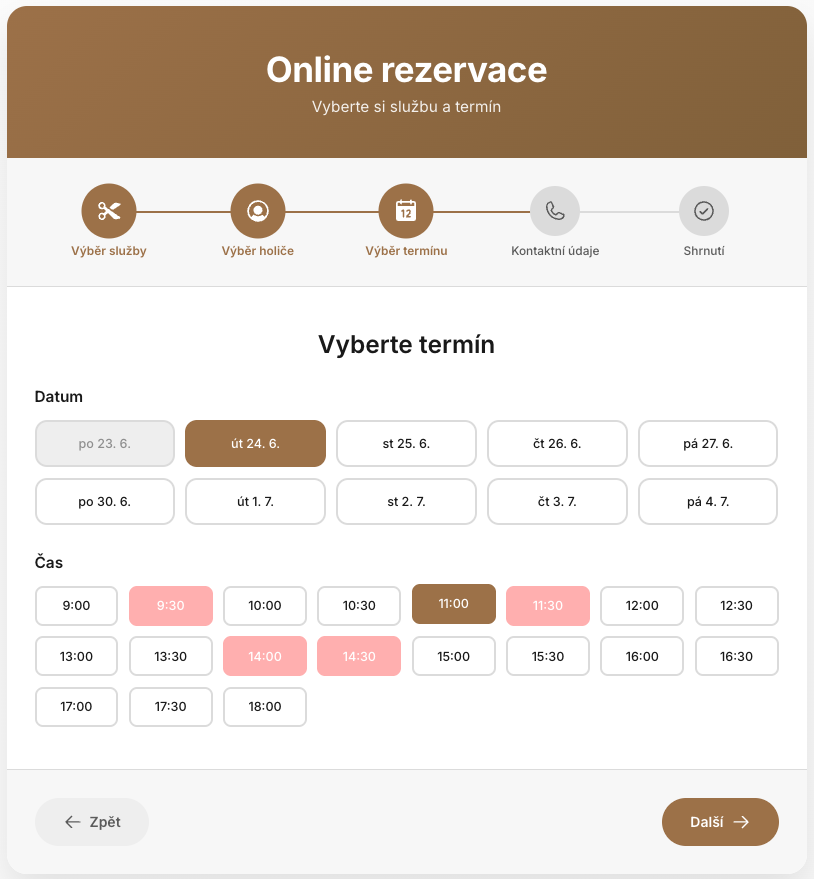 Online rezervace
Vyberte si službu a termín
12
Výběr služby Výběr holiče Výběr termínu Kontaktní údaje Shrnutí
Vyberte termín
Datum
po 23. 6. út 24. 6. st 25. 6. čt 26. 6. pá 27. 6.
po 30. 6. út 1. 7. st 2. 7. čt 3. 7. pá 4. 7.
Čas
9:00 9:30 10:00 10:30 11:00 11:30 12:00 12:30
13:00 13:30 14:00 14:30 15:00 15:30 16:00 16:30
17:00 17:30 18:00
← Zpět Další →